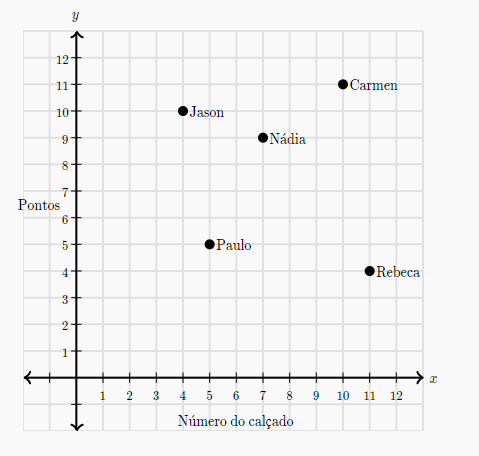 y
12
11
Carmen
10
Jason
9
Nádia
8
7
Pontos
6
5
Paulo
4
Rebeca
3
2
1
x
1 2 3 4 5 6 7 8 9 10 11 12
Número do calçado